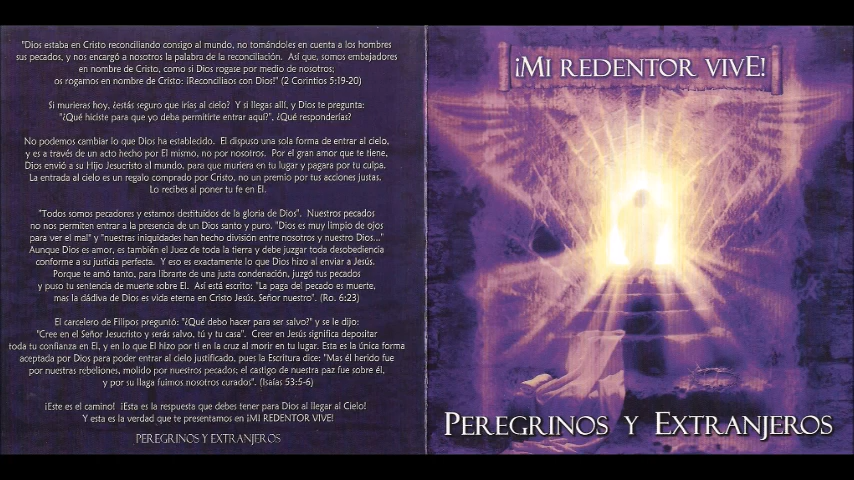 "Dios estaba en Cristo reconciliando consigo al mundo, no tomándoles en cuenta a los hombres
sus pecados, y nos encargó a nosotros la palabra de la reconciliación. Así que, somos embajadores
en nombre de Cristo, como si Dios rogase por medio de nosotros;
os rogamos en nombre de Cristo: ¡Reconciliaos con Dios!" (2 Corintios 5:19-20)
Si murieras hoy, ¿estás seguro que irías al cielo? Y si llegas allí, y Dios te pregunta:
"¿Qué hiciste para que yo deba permitirte entrar aquí?", ¿Qué responderías?
No podemos cambiar lo que Dios ha establecido. El dispuso una sola forma de entrar al cielo,
y es a través de un acto hecho por El mismo, no por nosotros. Por el gran amor que te tiene,
Dios envió a su Hijo Jesucristo al mundo, para que muriera en tu lugar y pagara por tu culpa.
La entrada al cielo es un regalo comprado por Cristo, no un premio por tus acciones justas.
Lo recibes al poner tu fe en El.
"Todos somos pecadores y estamos destituídos de la gloria de Dios". Nuestros pecados
no nos permiten entrar a la presencia de un Dios santo y puro. "Dios es muy limpio de ojos
para ver el mal" y "nuestras iniquidades han hecho división entre nosotros y nuestro Dios..."
Aunque Dios es amor, es también el Juez de toda la tierra y debe juzgar toda desobediencia
conforme a su justicia perfecta. Y eso es exactamente lo que Dios hizo al enviar a Jesús.
Porque te amó tanto, para librarte de una justa condenación, juzgó tus pecados
y puso tu sentencia de muerte sobre El. Así está escrito: "La paga del pecado es muerte,
mas la dádiva de Dios es vida eterna en Cristo Jesús, Señor nuestro". (Ro. 6:23)
El carcelero de Filipos preguntó: "¿Qué debo hacer para ser salvo?" y se le dijo:
"Cree en el Señor Jesucristo y serás salvo, tú y tu casa". Creer en Jesús significa depositar
toda tu confianza en El, y en lo que El hizo por ti en la cruz al morir en tu lugar. Esta es la única forma
aceptada por Dios para poder entrar al cielo justificado, pues la Escritura dice: "Mas él herido fue
por nuestras rebeliones, molido por nuestros pecados; el castigo de nuestra paz fue sobre él,
y por su llaga fuimos nosotros curados". (Isaías 53:5-6)
¡Este es el camino! ¡Esta es la respuesta que debes tener para Dios al llegar al Cielo!
Y esta es la verdad que te presentamos en ¡MI REDENTOR VIVE!
PEREGRINOS Y EXTRANJEROS
¡MI REDENTOR VIVE!
PEREGRINOS Y EXTRANJEROS